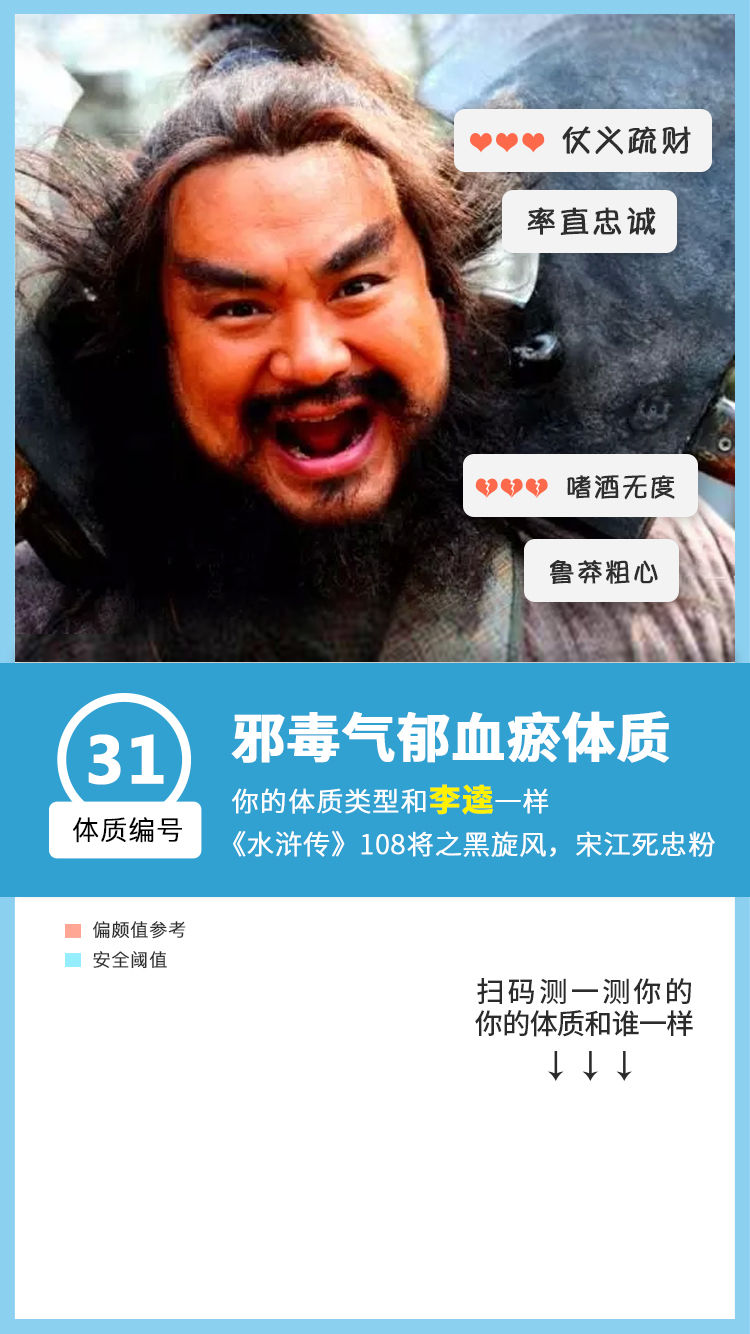 仗义疏财
率直忠诚
嗜酒无度
鲁莽粗心
31
体质编号
邪毒气郁血瘀体质
你的体质类型和李逵一样
《水浒传》108将之黑旋风，宋江死忠粉
偏颇值参考
安全阈值
扫码测一测你的
你的体质和谁一样
↓ ↓ ↓